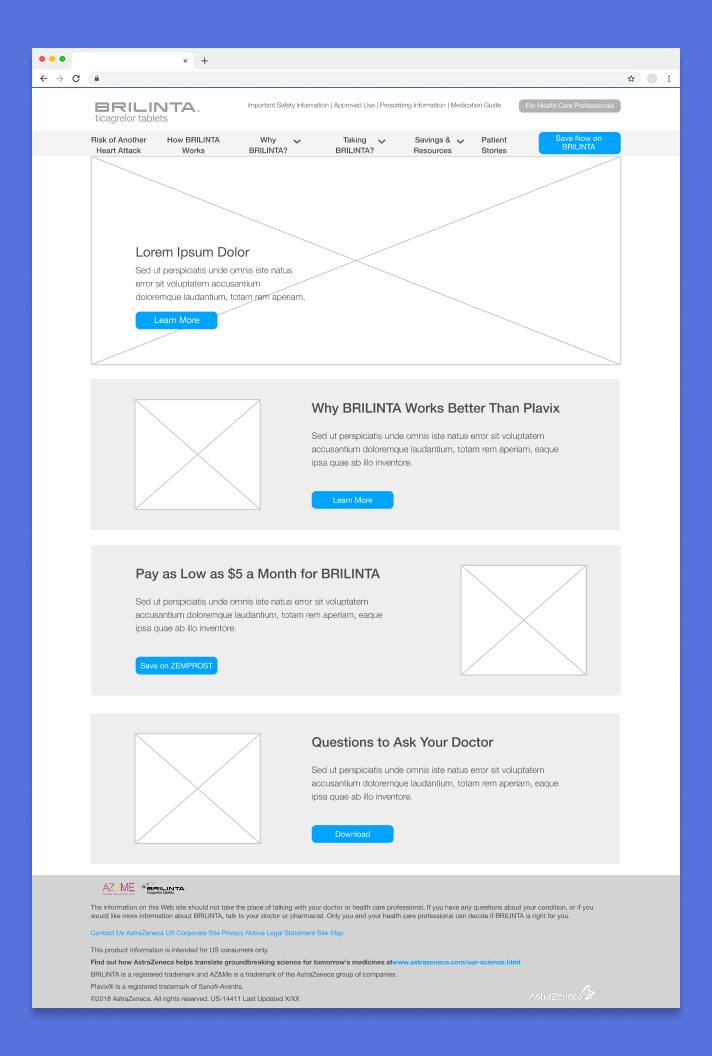 BRILINTA™
ticagrelor tablets
Important Safety Information | Approved Use | Prescribing Information | Medication Guide
For Health Care Professionals
Risk of Another
Heart Attack
How BRILINTA
Works
Why
BRILINTA?
Taking
BRILINTA?
Savings &
Resources
Patient
Stories
Save Now on
BRILINTA
Lorem Ipsum Dolor
Sed ut perspiciatis unde omnis iste natus
error sit voluptatem accusantium
doloremque laudantium, totam rem aperiam,
Learn More
Why BRILINTA Works Better Than Plavix
Sed ut perspiciatis unde omnis iste natus error sit voluptatem
accusantium doloremque laudantium, totam rem aperiam, eaque
ipsa quae ab illo inventore.
Learn More
Pay as Low as $5 a Month for BRILINTA
Sed ut perspiciatis unde omnis iste natus error sit voluptatem
accusantium doloremque laudantium, totam rem aperiam, eaque
ipsa quae ab illo inventore.
Save on ZEMPROST
Questions to Ask Your Doctor
Sed ut perspiciatis unde omnis iste natus error sit voluptatem
accusantium doloremque laudantium, totam rem aperiam, eaque
ipsa quae ab illo inventore.
Download
AZ&ME
BRILINTA
ticagrelor tablets
The information on this Web site should not take the place of talking with your doctor or health care professional. If you have any questions about your condition, or if you
would like more information about BRILINTA, talk to your doctor or pharmacist. Only you and your health care professional can decide if BRILINTA is right for you.
Contact Us AstraZeneca US Corporate Site Privacy Notice Legal Statement Site Map
This product information is intended for US consumers only.
Find out how AstraZeneca helps translate groundbreaking science for tomorrow's medicines atwww.astrazeneca.com/our-science.html
BRILINTA is a registered trademark and AZ&Me is a trademark of the AstraZeneca group of companies.
Plavix® is a registered trademark of Sanofi-Aventis.
©2018 AstraZeneca. All rights reserved. US-14411 Last Updated X/XX
AstraZeneca